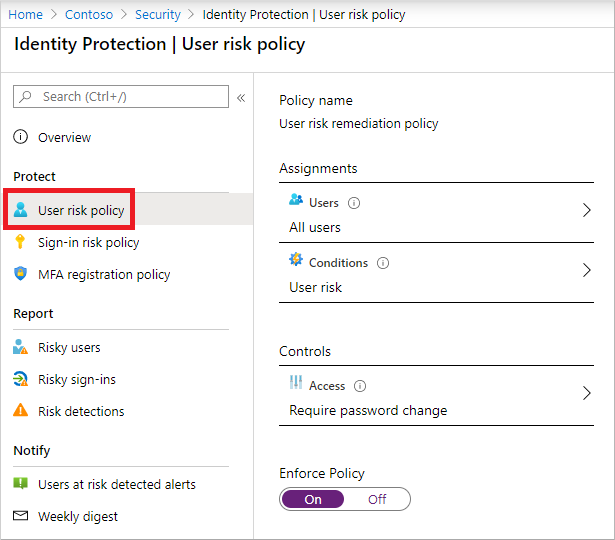 Home > Contoso > Security > Identity Protection | User risk policy
Identity Protection | User risk policy
Search (Ctrl+/)
«
Overview
Protect
User risk policy
Sign-in risk policy
MFA registration policy
Report
Risky users
Risky sign-ins
Risk detections
Notify
Users at risk detected alerts
Weekly digest
Policy name
User risk remediation policy
Assignments
Users
All users
Conditions
User risk
Controls
Access
Require password change
Enforce Policy
On Off